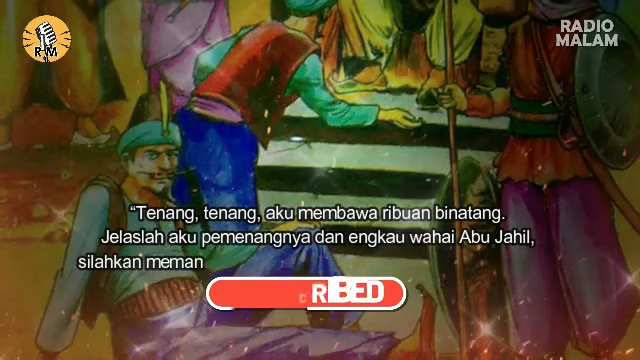 RM
RADIO
MALAM
“Tenang, tenang, aku membawa ribuan binatang.
Jelaslah aku pemenangnya dan engkau wahai Abu Jahil,
silahkan meman